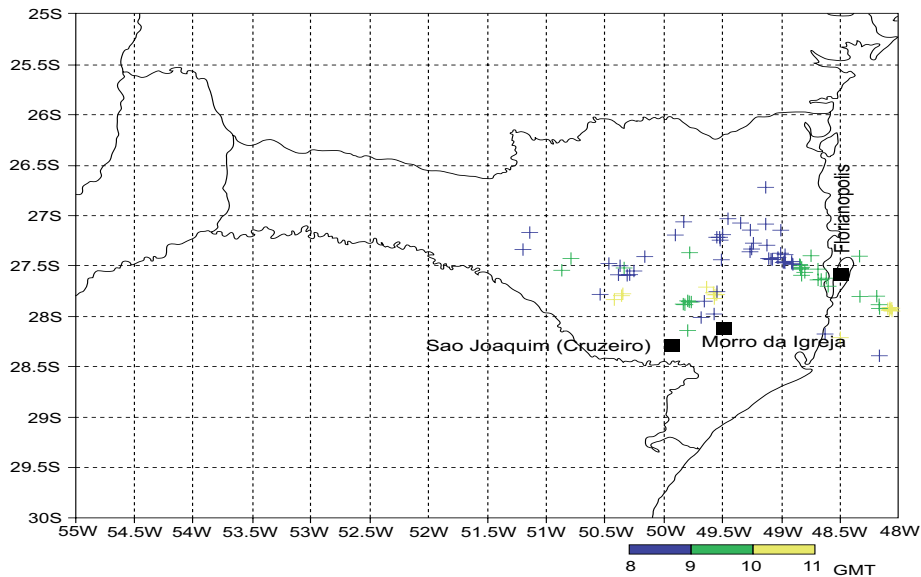 25S
25.5S
26S
26.5S
27S
27.5S
28S
28.5S
29S
29.5S
30S
Florianopolis
Sao Joaquim (Cruzeiro)
Morro da Igreja
55W 54.5W 54W 53.5W 53W 52.5W 52W 51.5W 51W 50.5W 50W 49.5W 49W 48.5W 48W
8 9 10 11 GMT